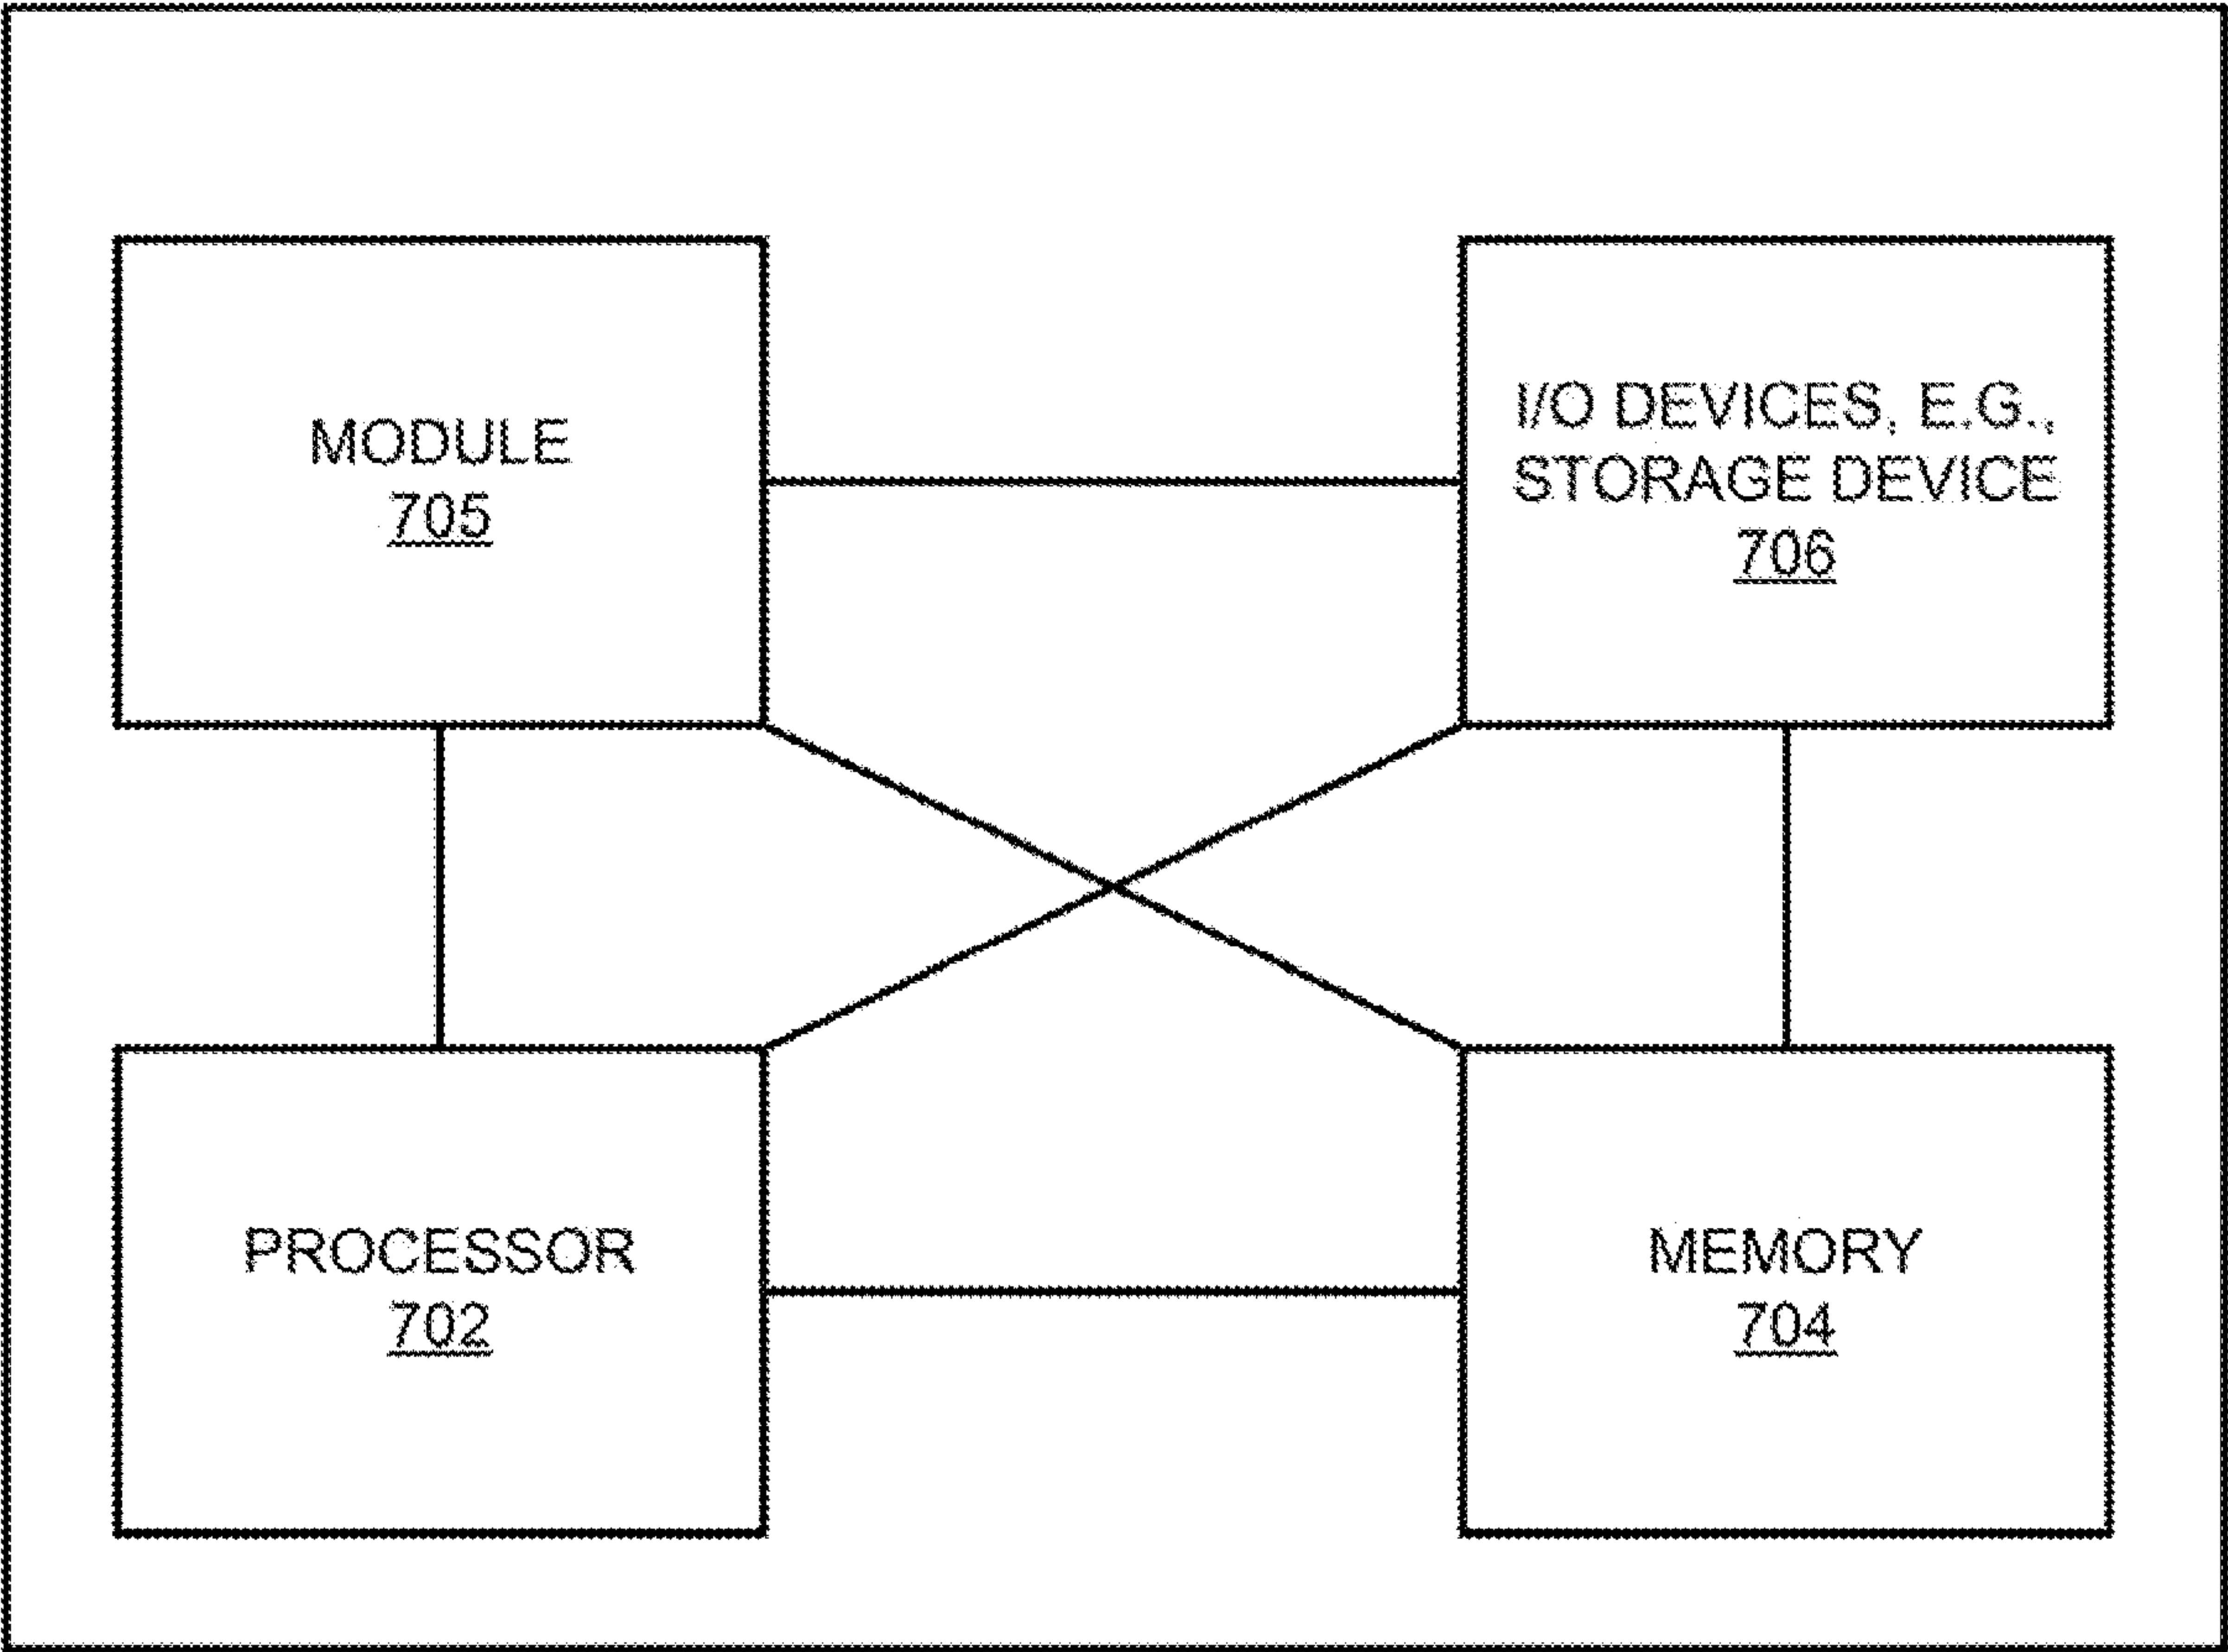 MODULE
705
I/O DEVICES, E.G.,
STORAGE DEVICE
706
PROCESSOR
702
MEMORY
704